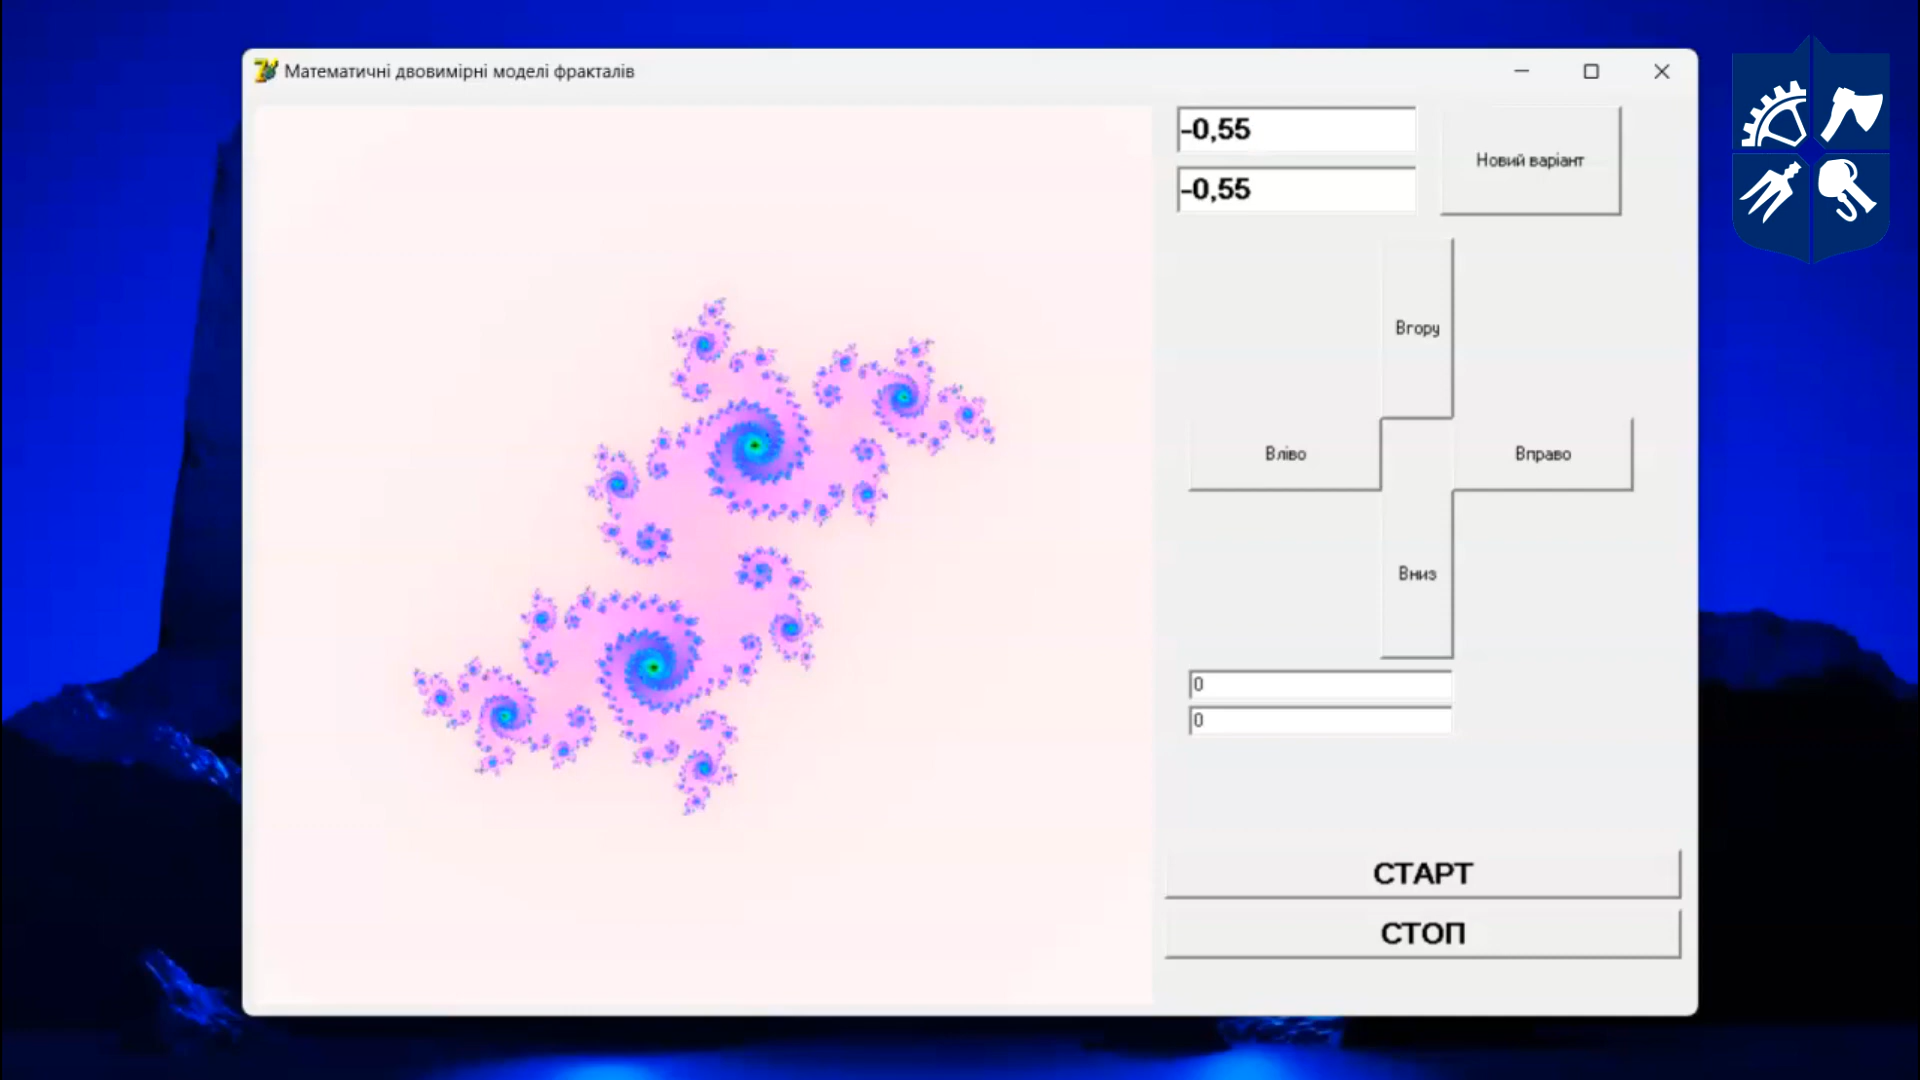 Математичні двовимірні моделі фракталів
-0,55
-0,55
Новий варіант
Вгору
Вліво
Вправо
Вниз
0
0
СТАРТ
СТОП